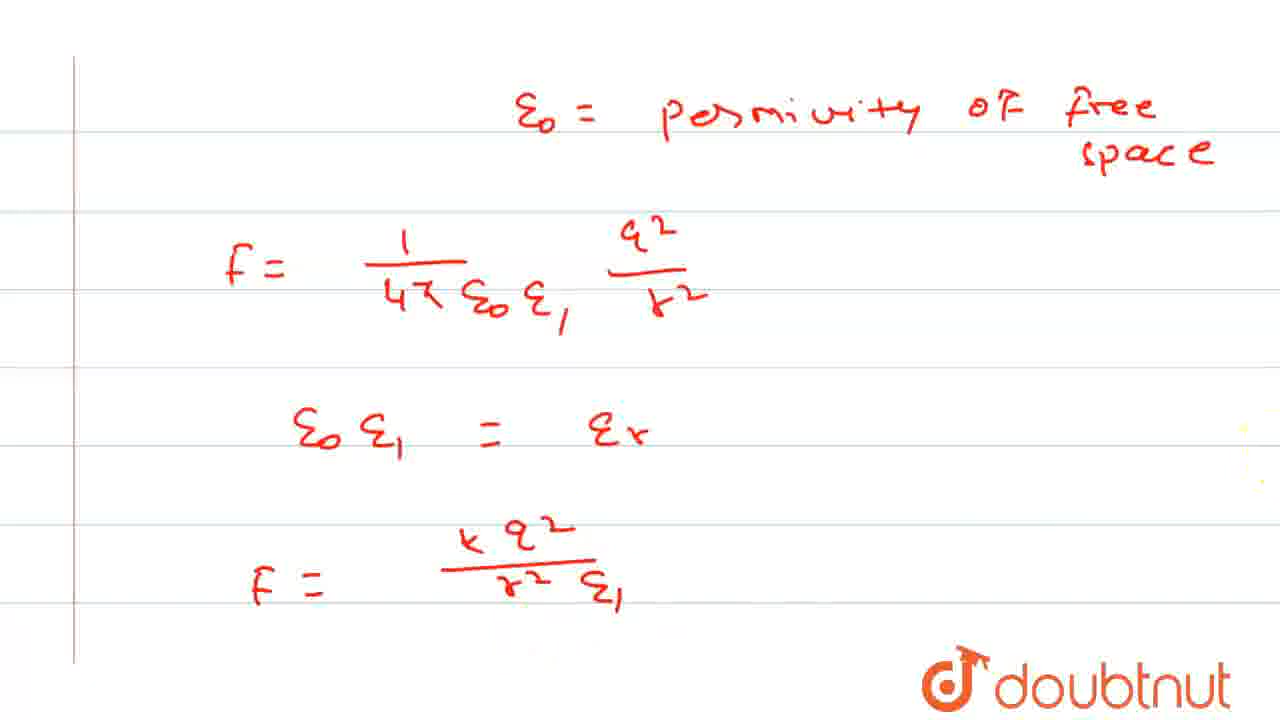 ε₀ = permivity of free
space
F = 1/(4π ε₀ ε₁) q²/r²
ε₀ ε₁ = εr
F = k q²/(r² ε₁)
doubtnut